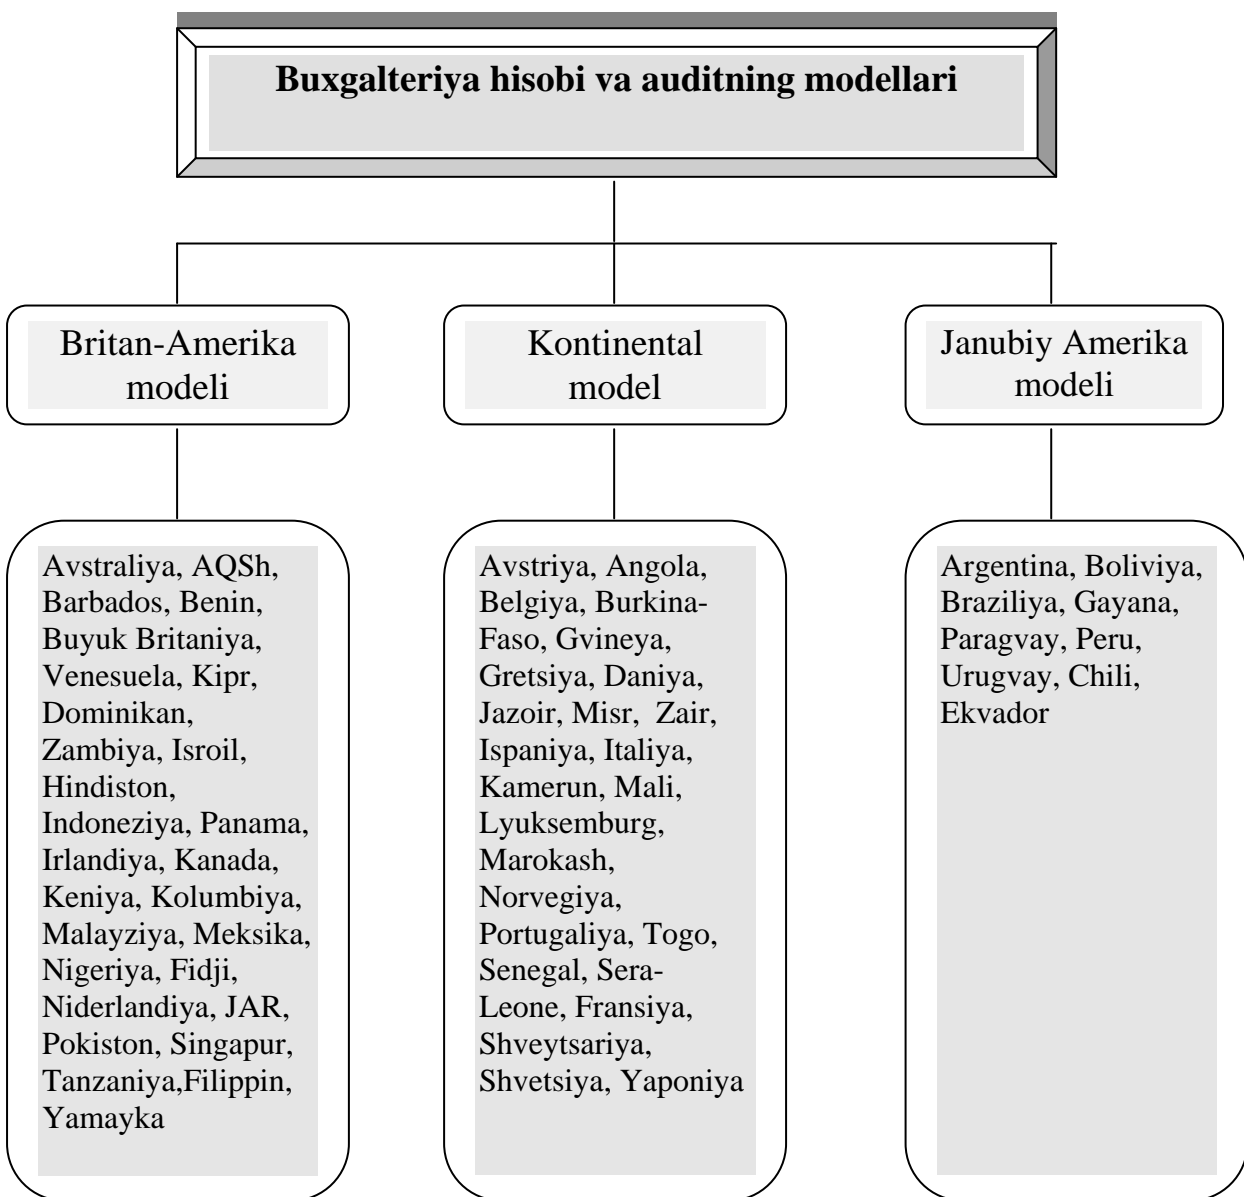 Buxgalteriya hisobi va auditning modellari
Britan-Amerika
modeli
Kontinental
model
Janubiy Amerika
modeli
Avstraliya, AQSh,
Barbados, Benin,
Buyuk Britaniya,
Venesuela, Kipr,
Dominikan,
Zambiya, Isroil,
Hindiston,
Indoneziya, Panama,
Irlandiya, Kanada,
Keniya, Kolumbiya,
Malayziya, Meksika,
Nigeriya, Fidji,
Niderlandiya, JAR,
Pokiston, Singapur,
Tanzaniya,Filippin,
Yamayka
Avstriya, Angola,
Belgiya, Burkina-
Faso, Gvineya,
Gretsiya, Daniya,
Jazoir, Misr,  Zair,
Ispaniya, Italiya,
Kamerun, Mali,
Lyuksemburg,
Marokash,
Norvegiya,
Portugaliya, Togo,
Senegal, Sera-
Leone, Fransiya,
Shveytsariya,
Shvetsiya, Yaponiya
Argentina, Boliviya,
Braziliya, Gayana,
Paragvay, Peru,
Urugvay, Chili,
Ekvador